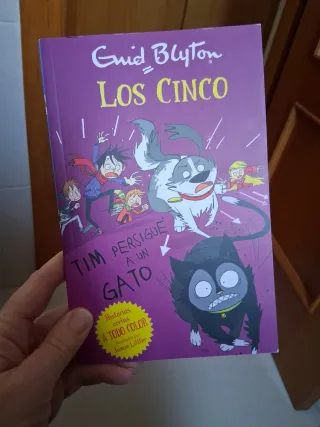 Enid Blyton
LOS CINCO
TIM PERSIGUE
A UN
GATO
Historias
cortas
A TODO COLOR